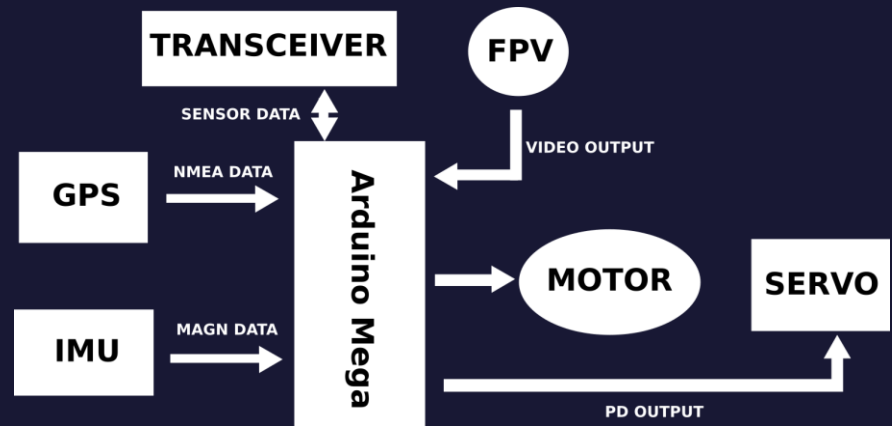 TRANSCEIVER
FPV
SENSOR DATA
VIDEO OUTPUT
NMEA DATA
GPS
Arduino Mega
MOTOR
SERVO
MAGN DATA
IMU
PD OUTPUT